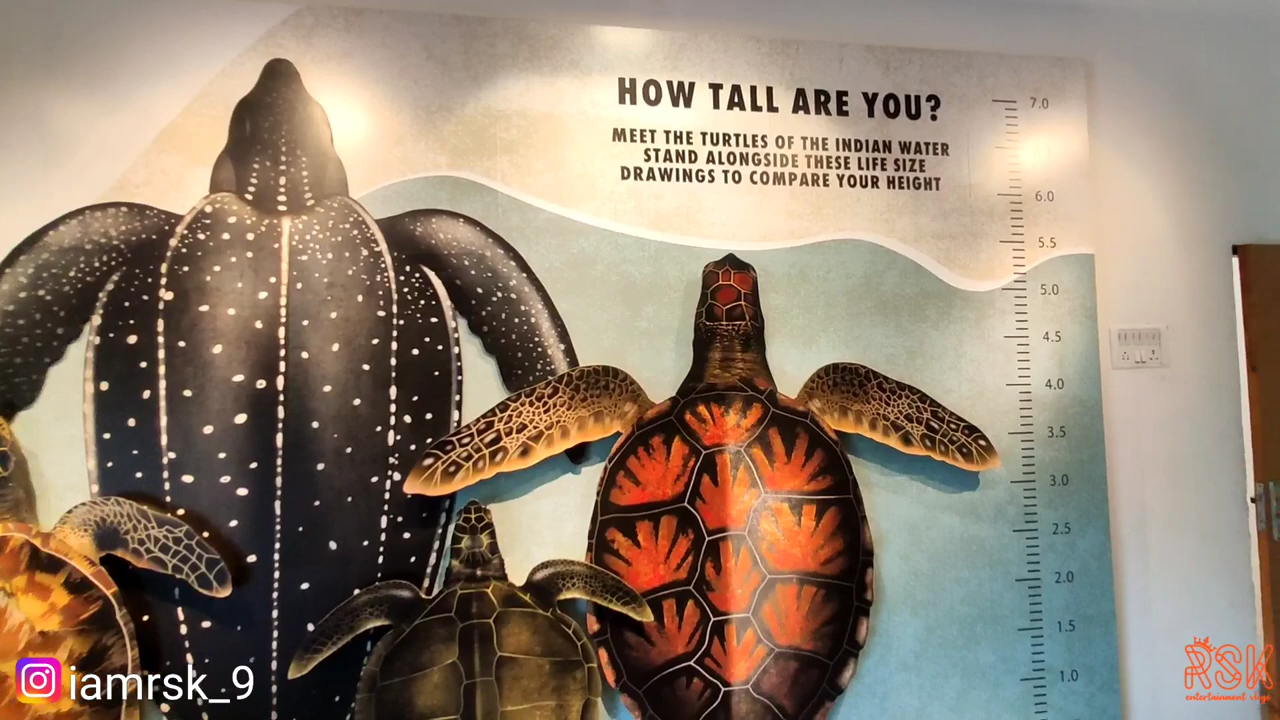 HOW TALL ARE YOU?
MEET THE TURTLES OF THE INDIAN WATER
STAND ALONGSIDE THESE LIFE SIZE
DRAWINGS TO COMPARE YOUR HEIGHT
7.0
6.0
5.5
5.0
4.5
4.0
3.5
3.0
2.5
2.0
1.5
1.0
iamrsk_9
RSK
entertainment vlogs